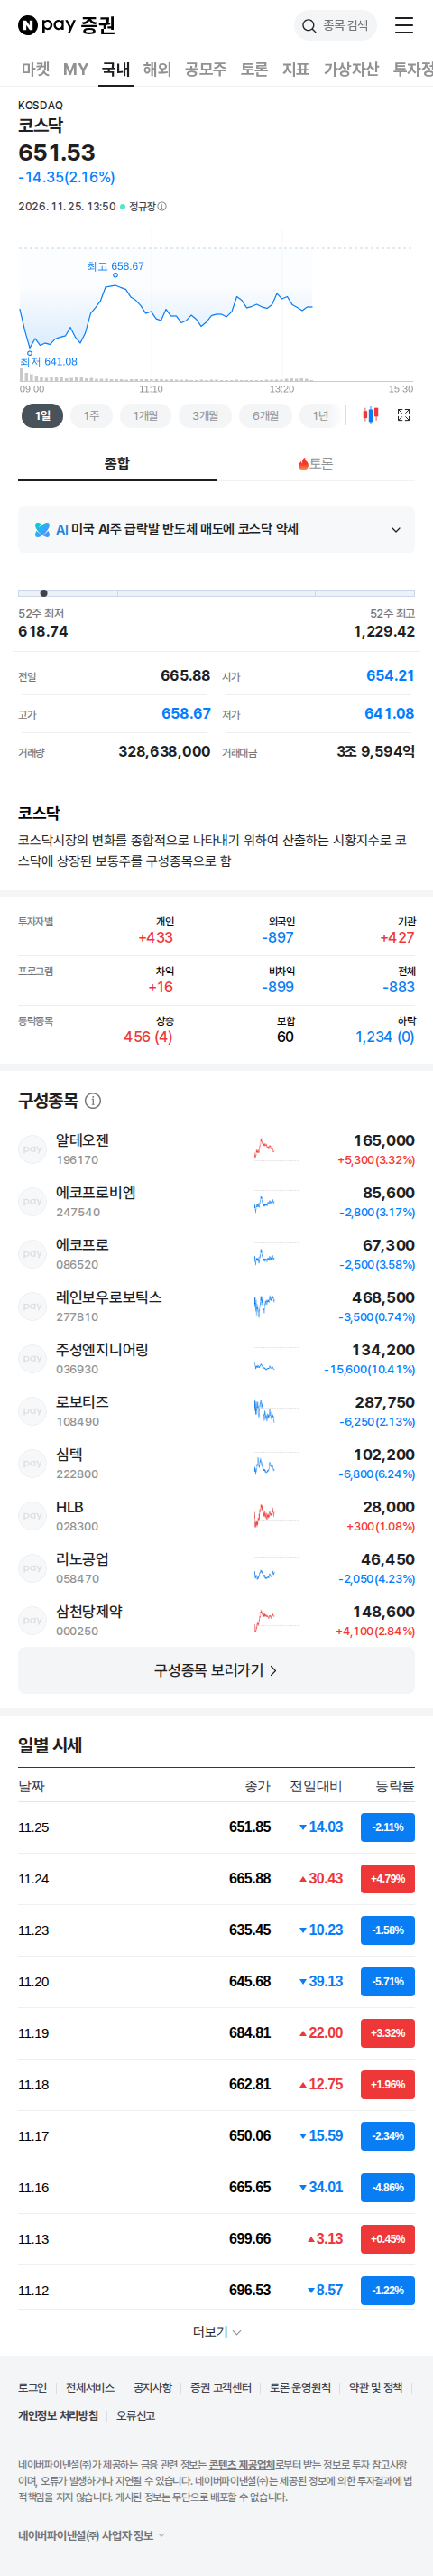 N pay 증권
종목 검색
마켓 MY 국내 해외 공모주 토론 지표 가상자산 투자정
KOSDAQ
코스닥
651.53
-14.35(2.16%)
2026. 11. 25. 13:50 정규장
최고 658.67
최저 641.08
09:00 11:10 13:20 15:30
1일 1주 1개월 3개월 6개월 1년
종합 토론
AI 미국 AI주 급락발 반도체 매도에 코스닥 약세
52주 최저 52주 최고
618.74 1,229.42
전일 665.88 시가 654.21
고가 658.67 저가 641.08
거래량 328,638,000 거래대금 3조 9,594억
코스닥
코스닥시장의 변화를 종합적으로 나타내기 위하여 산출하는 시황지수로 코
스닥에 상장된 보통주를 구성종목으로 함
투자자별 개인 외국인 기관
+433 -897 +427
프로그램 차익 비차익 전체
+16 -899 -883
등락종목 상승 보합 하락
456 (4) 60 1,234 (0)
구성종목
pay 알테오젠 165,000
196170 +5,300(3.32%)
pay 에코프로비엠 85,600
247540 -2,800(3.17%)
pay 에코프로 67,300
086520 -2,500(3.58%)
pay 레인보우로보틱스 468,500
277810 -3,500(0.74%)
pay 주성엔지니어링 134,200
036930 -15,600(10.41%)
pay 로보티즈 287,750
108490 -6,250(2.13%)
pay 심텍 102,200
222800 -6,800(6.24%)
pay HLB 28,000
028300 +300(1.08%)
pay 리노공업 46,450
058470 -2,050(4.23%)
pay 삼천당제약 148,600
000250 +4,100(2.84%)
구성종목 보러가기
일별 시세
날짜 종가 전일대비 등락률
11.25 651.85 ▼14.03 -2.11%
11.24 665.88 ▲30.43 +4.79%
11.23 635.45 ▼10.23 -1.58%
11.20 645.68 ▼39.13 -5.71%
11.19 684.81 ▲22.00 +3.32%
11.18 662.81 ▲12.75 +1.96%
11.17 650.06 ▼15.59 -2.34%
11.16 665.65 ▼34.01 -4.86%
11.13 699.66 ▲3.13 +0.45%
11.12 696.53 ▼8.57 -1.22%
더보기
로그인 전체서비스 공지사항 증권 고객센터 토론 운영원칙 약관 및 정책
개인정보 처리방침 오류신고
네이버파이낸셜㈜가 제공하는 금융 관련 정보는 콘텐츠 제공업체로부터 받는 정보로 투자 참고사항
이며, 오류가 발생하거나 지연될 수 있습니다. 네이버파이낸셜㈜는 제공된 정보에 의한 투자결과에 법
적책임을 지지 않습니다. 게시된 정보는 무단으로 배포할 수 없습니다.
네이버파이낸셜㈜ 사업자 정보